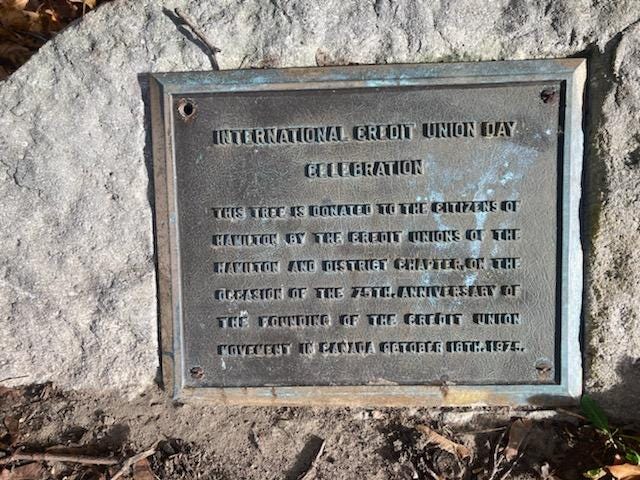 INTERNATIONAL CREDIT UNION DAY
CELEBRATION
THIS TREE IS DONATED TO THE CITIZENS OF
HAMILTON BY THE CREDIT UNIONS OF THE
HAMILTON AND DISTRICT CHAPTER, ON THE
OCCASION OF THE 75TH. ANNIVERSARY OF
THE FOUNDING OF THE CREDIT UNION
MOVEMENT IN CANADA OCTOBER 16TH. 1975.